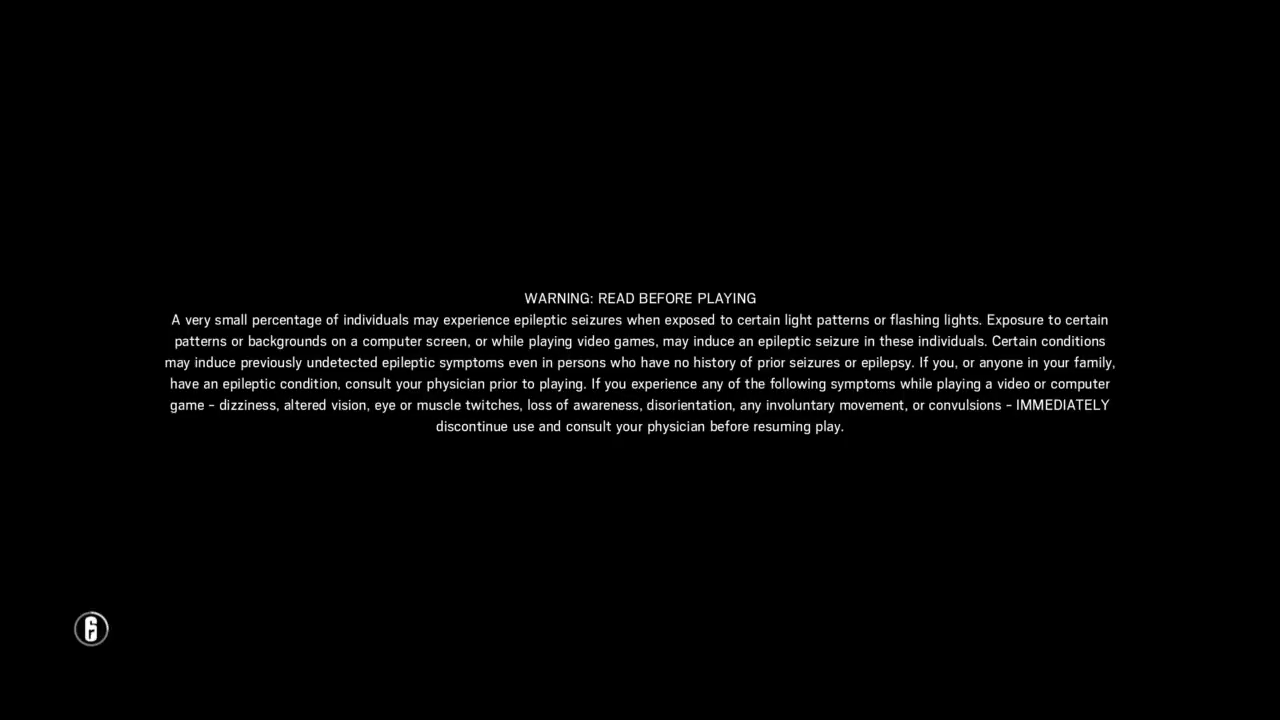 WARNING: READ BEFORE PLAYING
A very small percentage of individuals may experience epileptic seizures when exposed to certain light patterns or flashing lights. Exposure to certain
patterns or backgrounds on a computer screen, or while playing video games, may induce an epileptic seizure in these individuals. Certain conditions
may induce previously undetected epileptic symptoms even in persons who have no history of prior seizures or epilepsy. If you, or anyone in your family,
have an epileptic condition, consult your physician prior to playing. If you experience any of the following symptoms while playing a video or computer
game – dizziness, altered vision, eye or muscle twitches, loss of awareness, disorientation, any involuntary movement, or convulsions – IMMEDIATELY
discontinue use and consult your physician before resuming play.
6